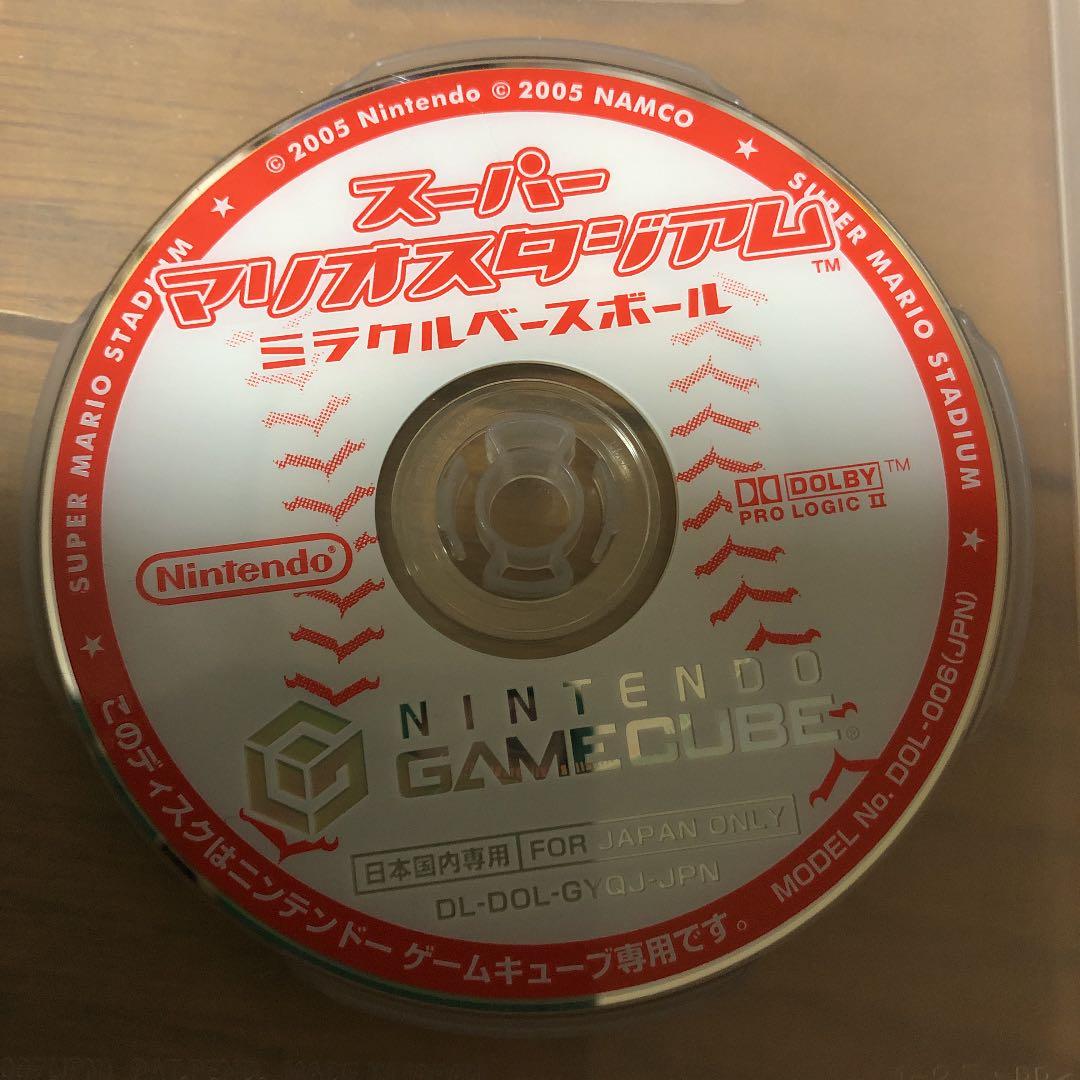 © 2005 Nintendo © 2005 NAMCO
スーパー
マリオスタジアム™
ミラクルベースボール
SUPER MARIO STADIUM
SUPER MARIO STADIUM
DOLBY™
PRO LOGIC II
Nintendo®
NINTENDO
GAMECUBE®
日本国内専用 FOR JAPAN ONLY
DL-DOL-GYQJ-JPN
MODEL No. DOL-006(JPN)
このディスクはニンテンドー ゲームキューブ専用です。